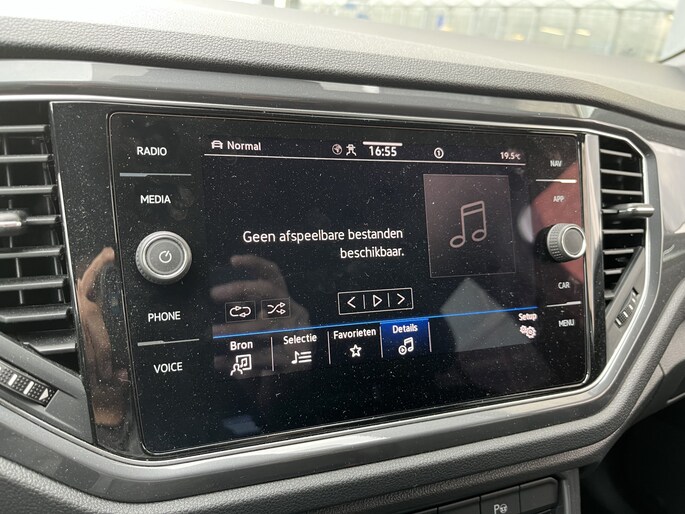 RADIO
MEDIA
PHONE
VOICE
Normal
16:55
19.5°C
Geen afspeelbare bestanden
beschikbaar.
Bron
Selectie
Favorieten
Details
Setup
NAV
APP
CAR
MENU
P